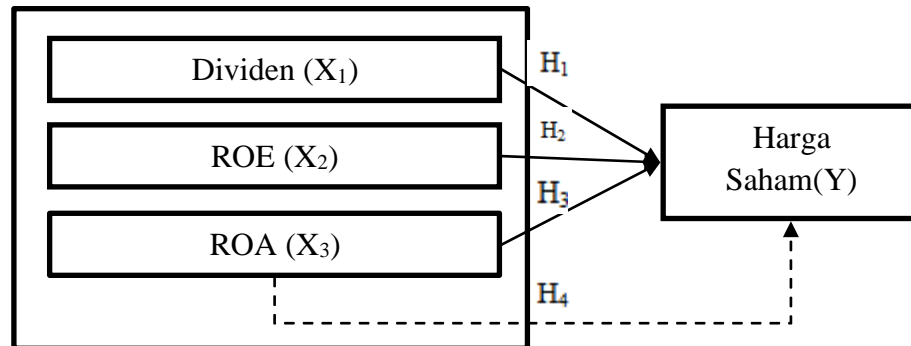 Dividen (X₁)
H₁
ROE (X₂)
H₂
Harga
Saham(Y)
ROA (X₃)
H₃
H₄